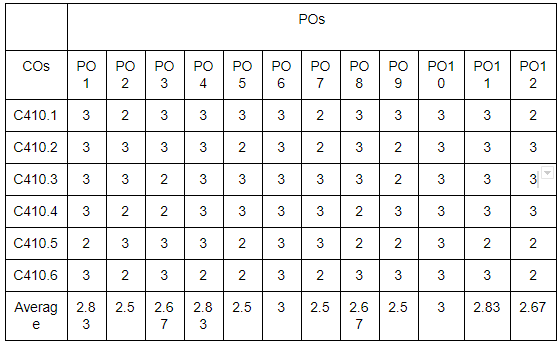 POs
COs PO1 PO2 PO3 PO4 PO5 PO6 PO7 PO8 PO9 PO10 PO11 PO12
C410.1 3 2 3 3 3 3 2 3 3 3 3 2
C410.2 3 3 3 3 2 3 2 3 2 3 3 3
C410.3 3 3 2 3 3 3 3 3 2 3 3 3
C410.4 3 2 2 3 3 3 3 2 3 3 3 3
C410.5 2 3 3 3 2 3 3 2 2 3 2 2
C410.6 3 2 3 2 2 3 2 3 3 3 3 2
Average 2.83 2.5 2.67 2.83 2.5 3 2.5 2.67 2.5 3 2.83 2.67